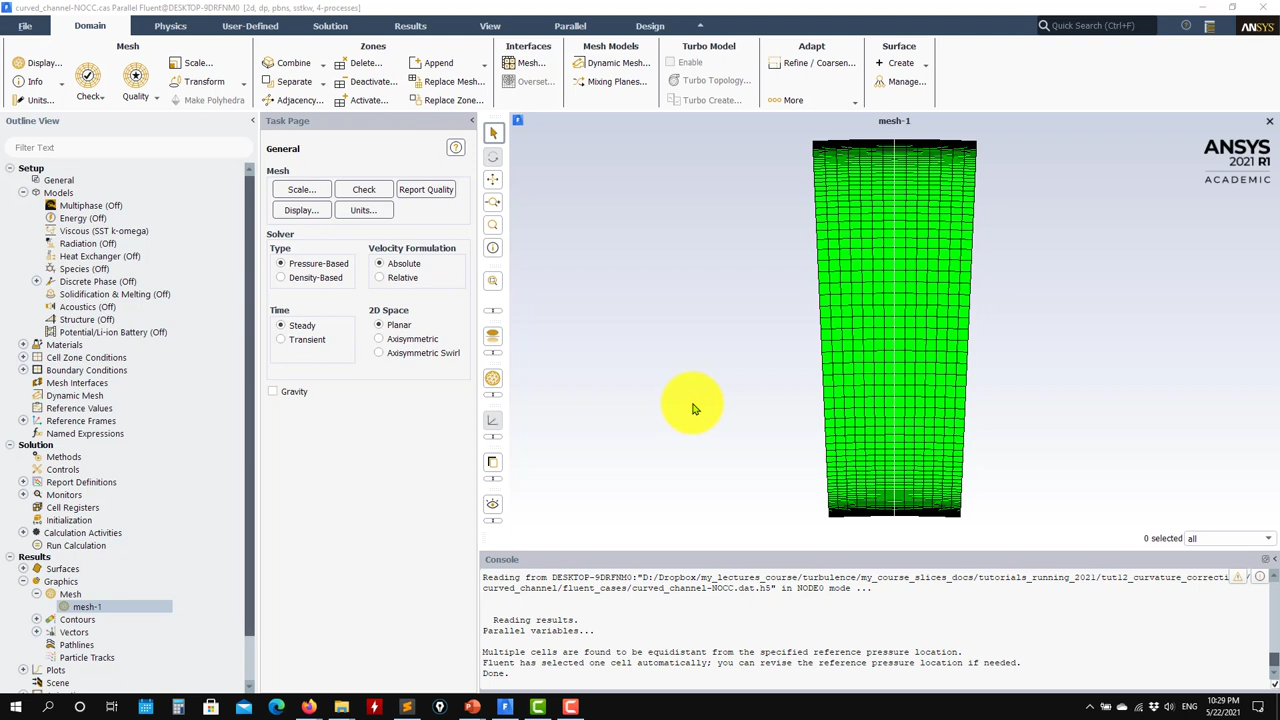 curved_channel-NOCC.cas Parallel Fluent@DESKTOP-9DRFNM0: [2d, dp, pbns, sstkw, 4-processes]
File Domain Physics User-Defined Solution Results View Parallel Design Quick Search (Ctrl+F) ANSYS
Mesh Zones Interfaces Mesh Models Turbo Model Adapt Surface
Display... Scale... Combine Delete... Append Mesh... Dynamic Mesh... Enable Refine / Coarsen... Create
Info Transform Separate Deactivate... Replace Mesh... Overset... Mixing Planes... Turbo Topology... Manage...
Units... Check Quality Make Polyhedra Adjacency... Activate... Replace Zone... Turbo Create... More
Outline View
Filter Text
Setup
General
Models
Multiphase (Off)
Energy (Off)
Viscous (SST k-omega)
Radiation (Off)
Heat Exchanger (Off)
Species (Off)
Discrete Phase (Off)
Solidification & Melting (Off)
Acoustics (Off)
Structure (Off)
Potential/Li-ion Battery (Off)
Materials
Cell Zone Conditions
Boundary Conditions
Mesh Interfaces
Dynamic Mesh
Reference Values
Reference Frames
Named Expressions
Solution
Methods
Controls
Report Definitions
Monitors
Cell Registers
Initialization
Calculation Activities
Run Calculation
Results
Surfaces
Graphics
Mesh
mesh-1
Contours
Vectors
Pathlines
Particle Tracks
Plots
Scene
Task Page
General
Mesh
Scale... Check Report Quality
Display... Units...
Solver
Type Velocity Formulation
Pressure-Based Absolute
Density-Based Relative
Time 2D Space
Steady Planar
Transient Axisymmetric
Axisymmetric Swirl
Gravity
mesh-1
ANSYS
2021 R1
ACADEMIC
0 selected all
Console
Reading from DESKTOP-9DRFNM0:"D:/Dropbox/my_lectures_course/turbulence/my_course_slices_docs/tutorials_running_2021/tut12_curvature_correcti
curved_channel/fluent_cases/curved_channel-NOCC.dat.h5" in NODE0 mode ...
Reading results.
Parallel variables...
Multiple cells are found to be equidistant from the specified reference pressure location.
Fluent has selected one cell automatically; you can revise the reference pressure location if needed.
Done.
ENG
10:29 PM
5/22/2021